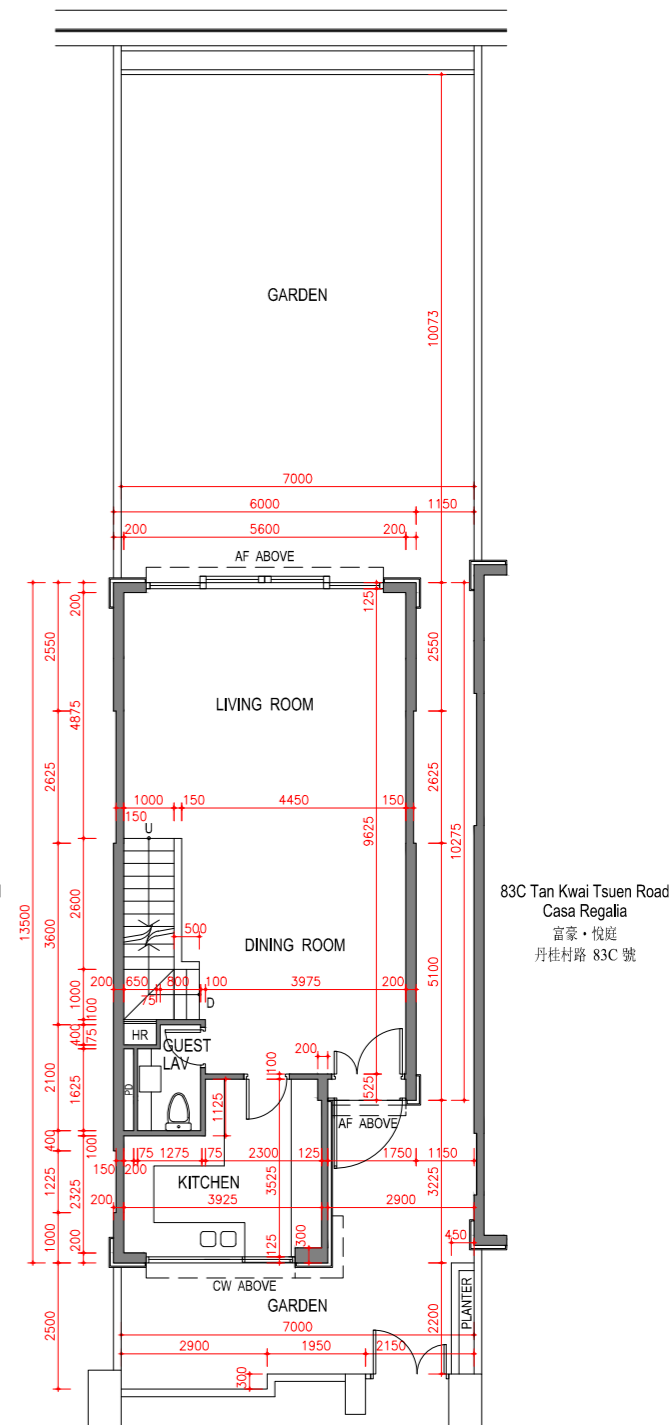 GARDEN
10073
7000
6000 1150
200 5600 200
AF ABOVE
200
125
2550
2550
4875
LIVING ROOM
2625
2625
1000 150 4450 150
150
9625
10275
U
13500
3600
2600
500
DINING ROOM
5100
83C Tan Kwai Tsuen Road
Casa Regalia
富豪・悅庭
丹桂村路 83C 號
200 650 800 100 3975 200
75
D
1000
100
HR
400
75
GUEST
LAV
200
100
525
2100
1625
PD
1125
AF ABOVE
400
100
75 1275 75 2300 125 1750 1150
150 200
KITCHEN
3525
3225
1225
2325
200 3925 2900
1000
200
125
300
450
CW ABOVE
GARDEN
PLANTER
2500
2200
7000
2900 1950 2150
300